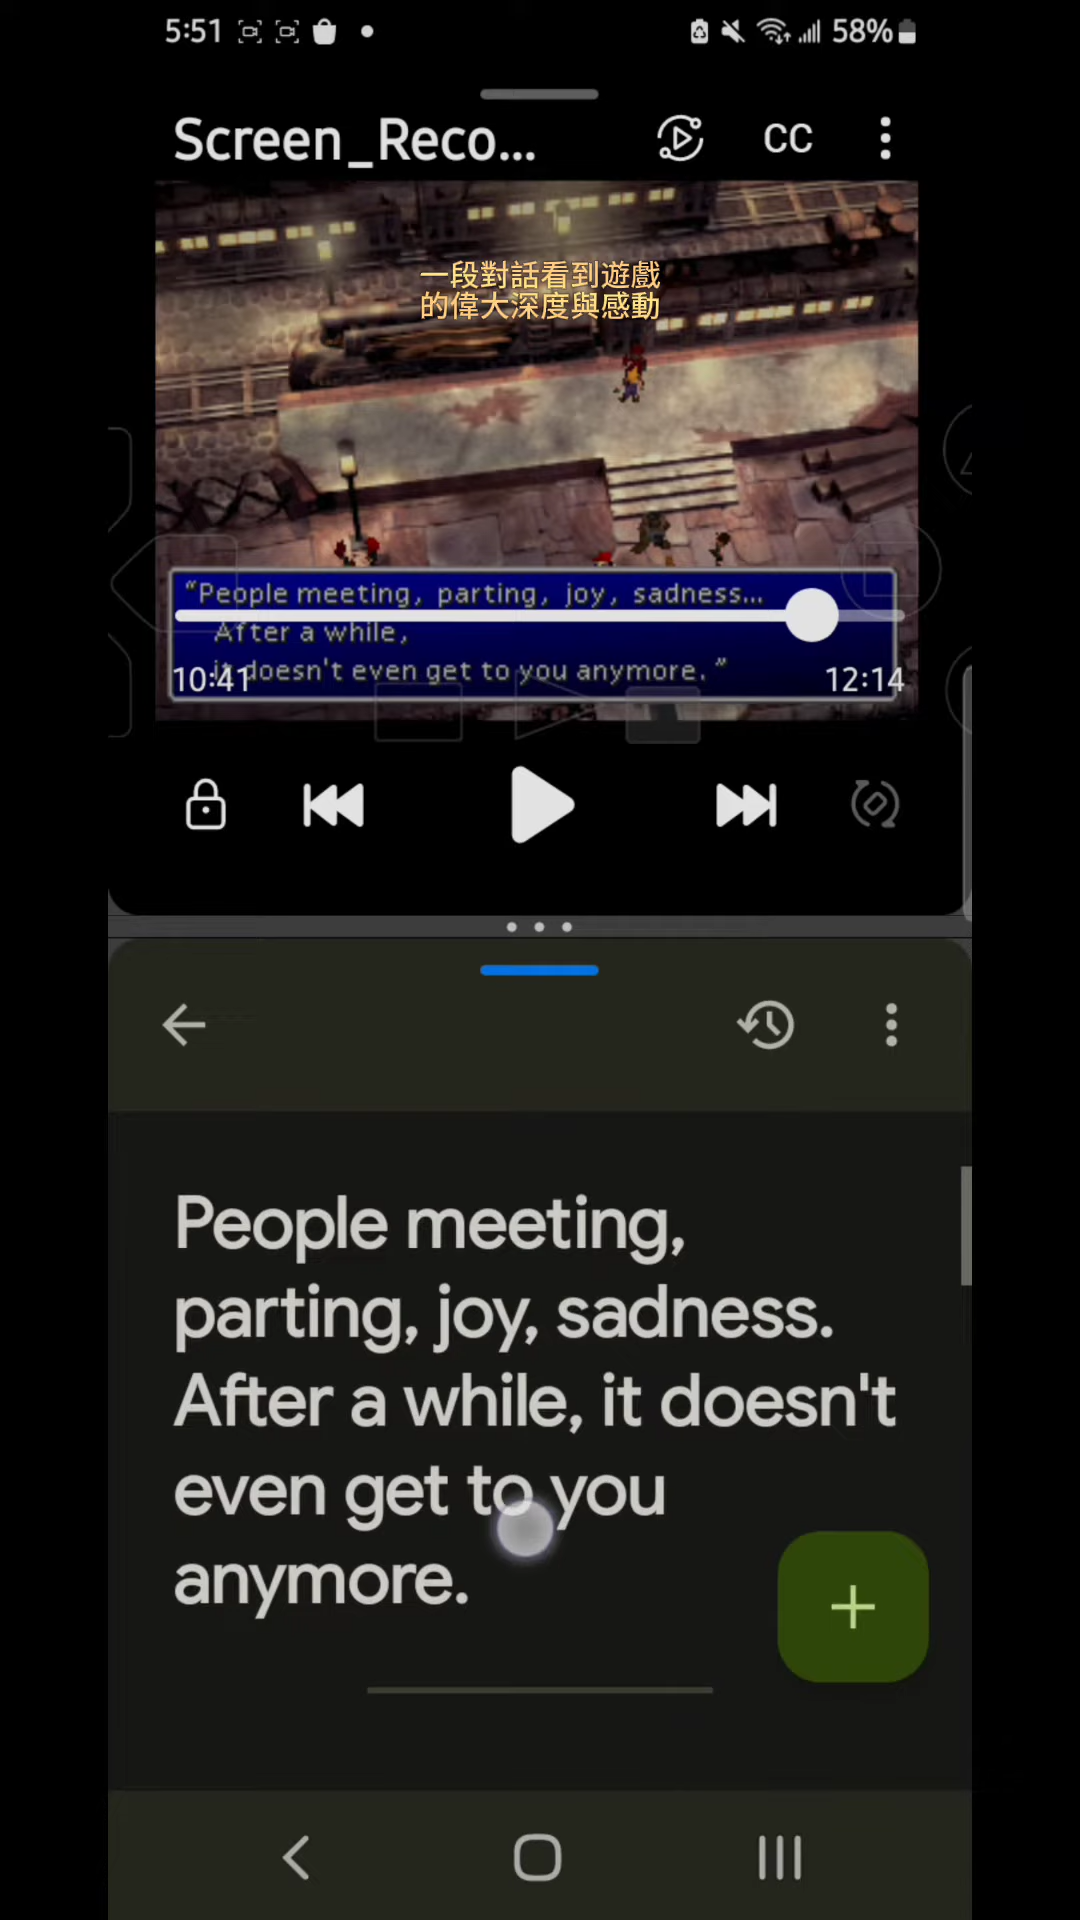 5:51
58%
Screen_Reco...
CC
一段對話看到遊戲
的偉大深度與感動
“People meeting, parting, joy, sadness...
After a while,
it doesn't even get to you anymore.”
10:41
12:14
People meeting,
parting, joy, sadness.
After a while, it doesn't
even get to you
anymore.